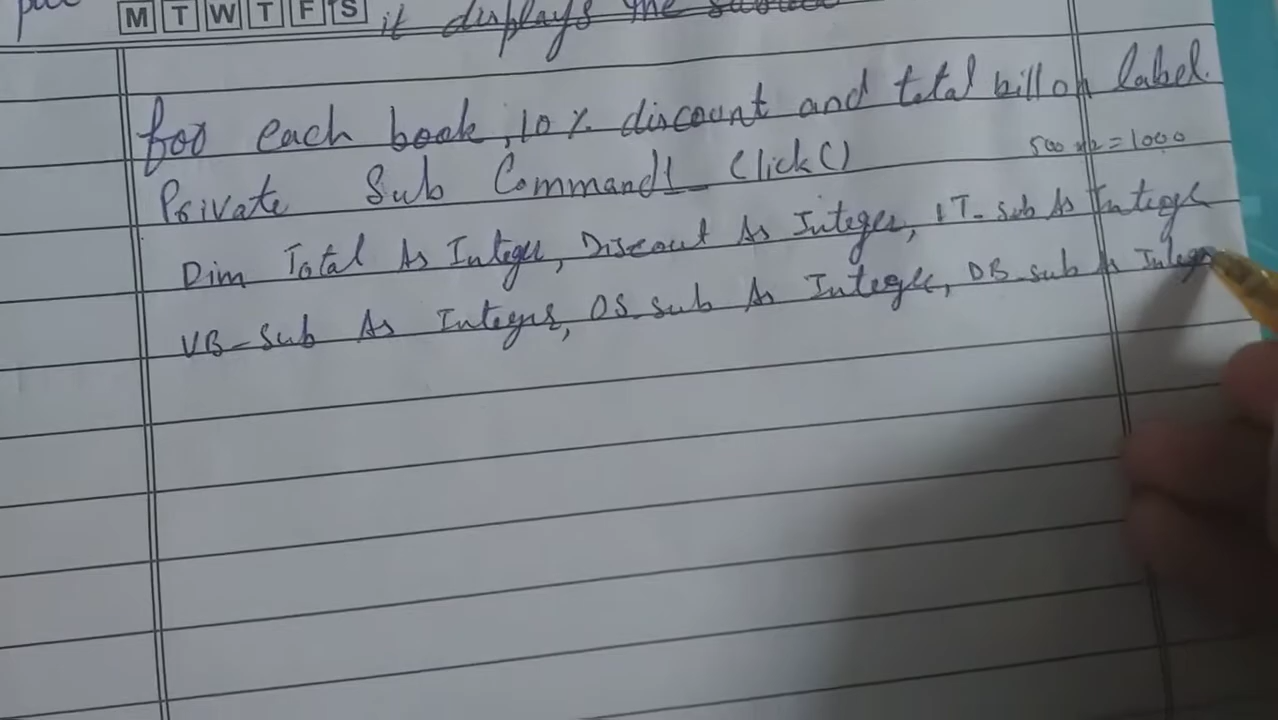 M T W T F S it displays the
for each book, 10 % discount and total bill on label.
500 x 2 = 1000
Private Sub Command1_Click()
Dim Total As Integer, Discout As Integer, IT_Sub As Integer
VB_Sub As Integer, OS_Sub As Integer, DB_Sub As Integer